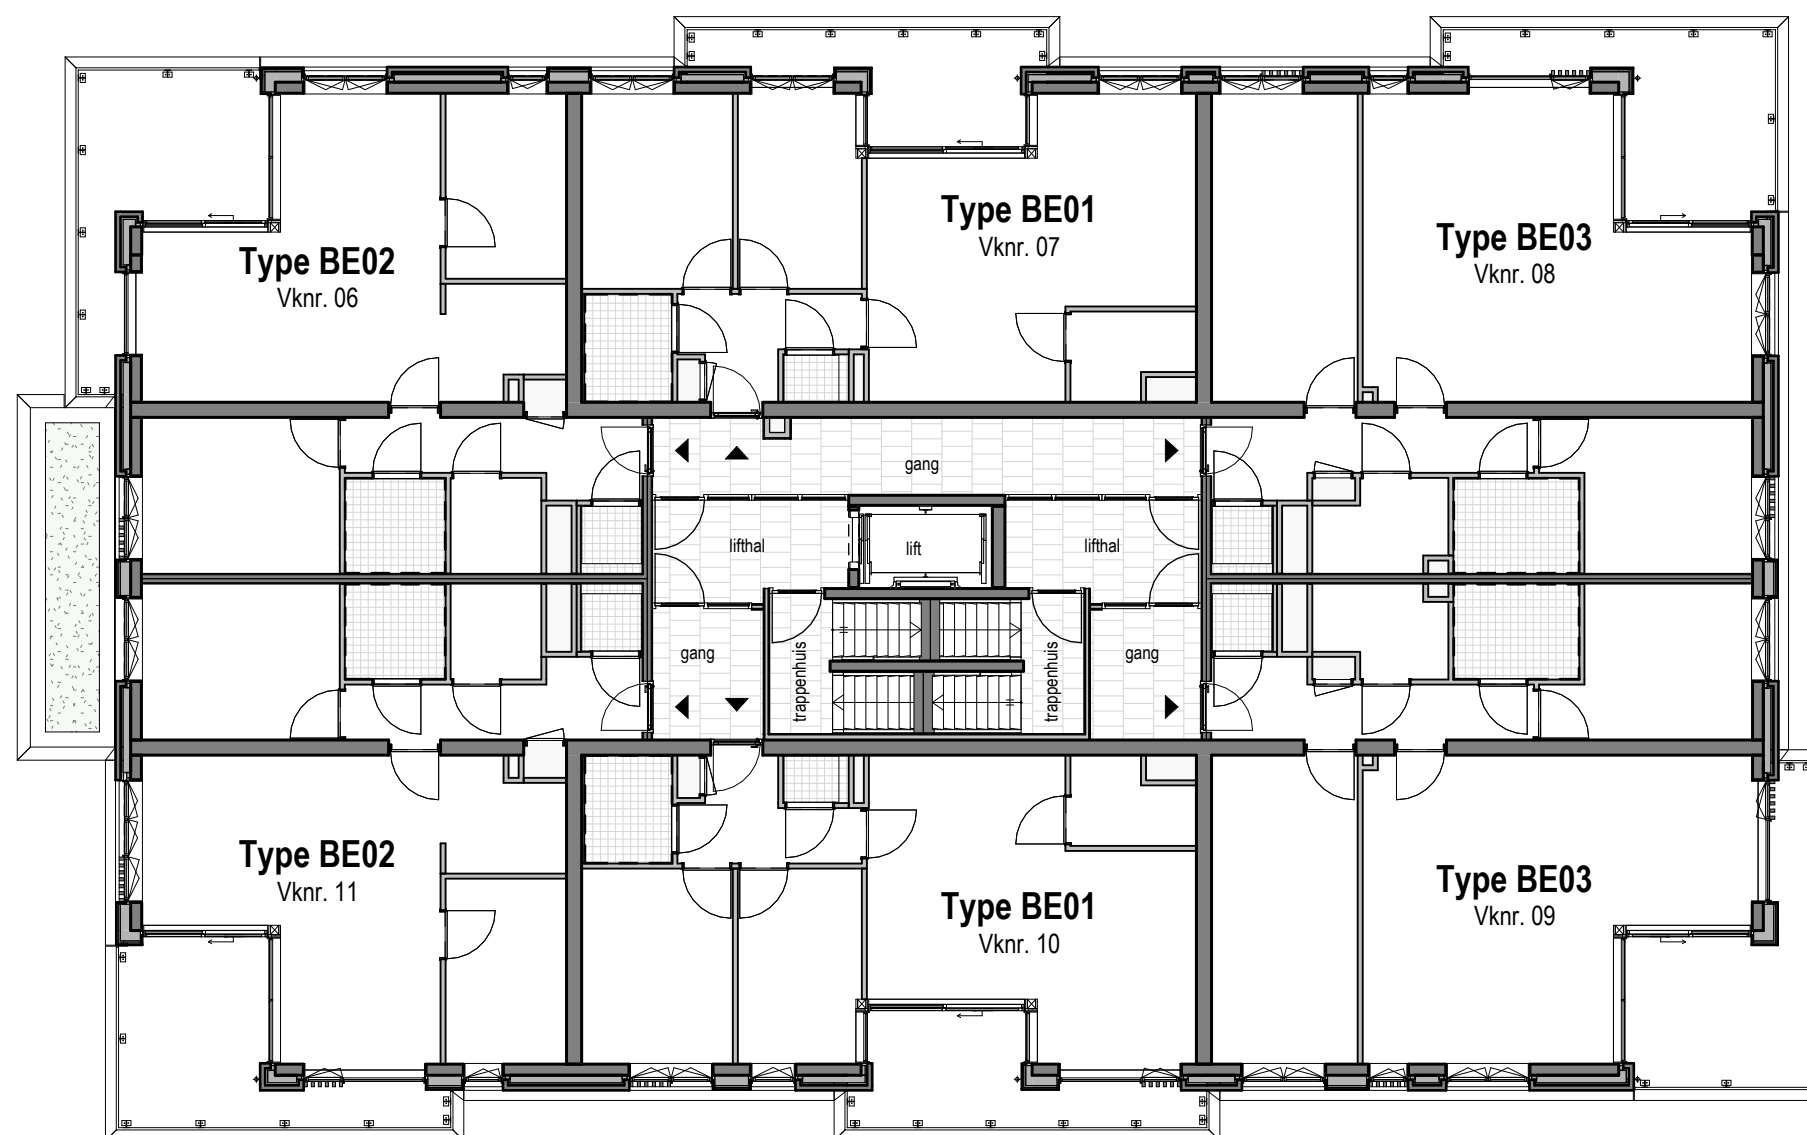 Type BE01
Vknr. 07
Type BE03
Vknr. 08
Type BE02
Vknr. 06
gang
lifthal
lift
lifthal
gang
trappenhuis
trappenhuis
gang
Type BE02
Vknr. 11
Type BE01
Vknr. 10
Type BE03
Vknr. 09